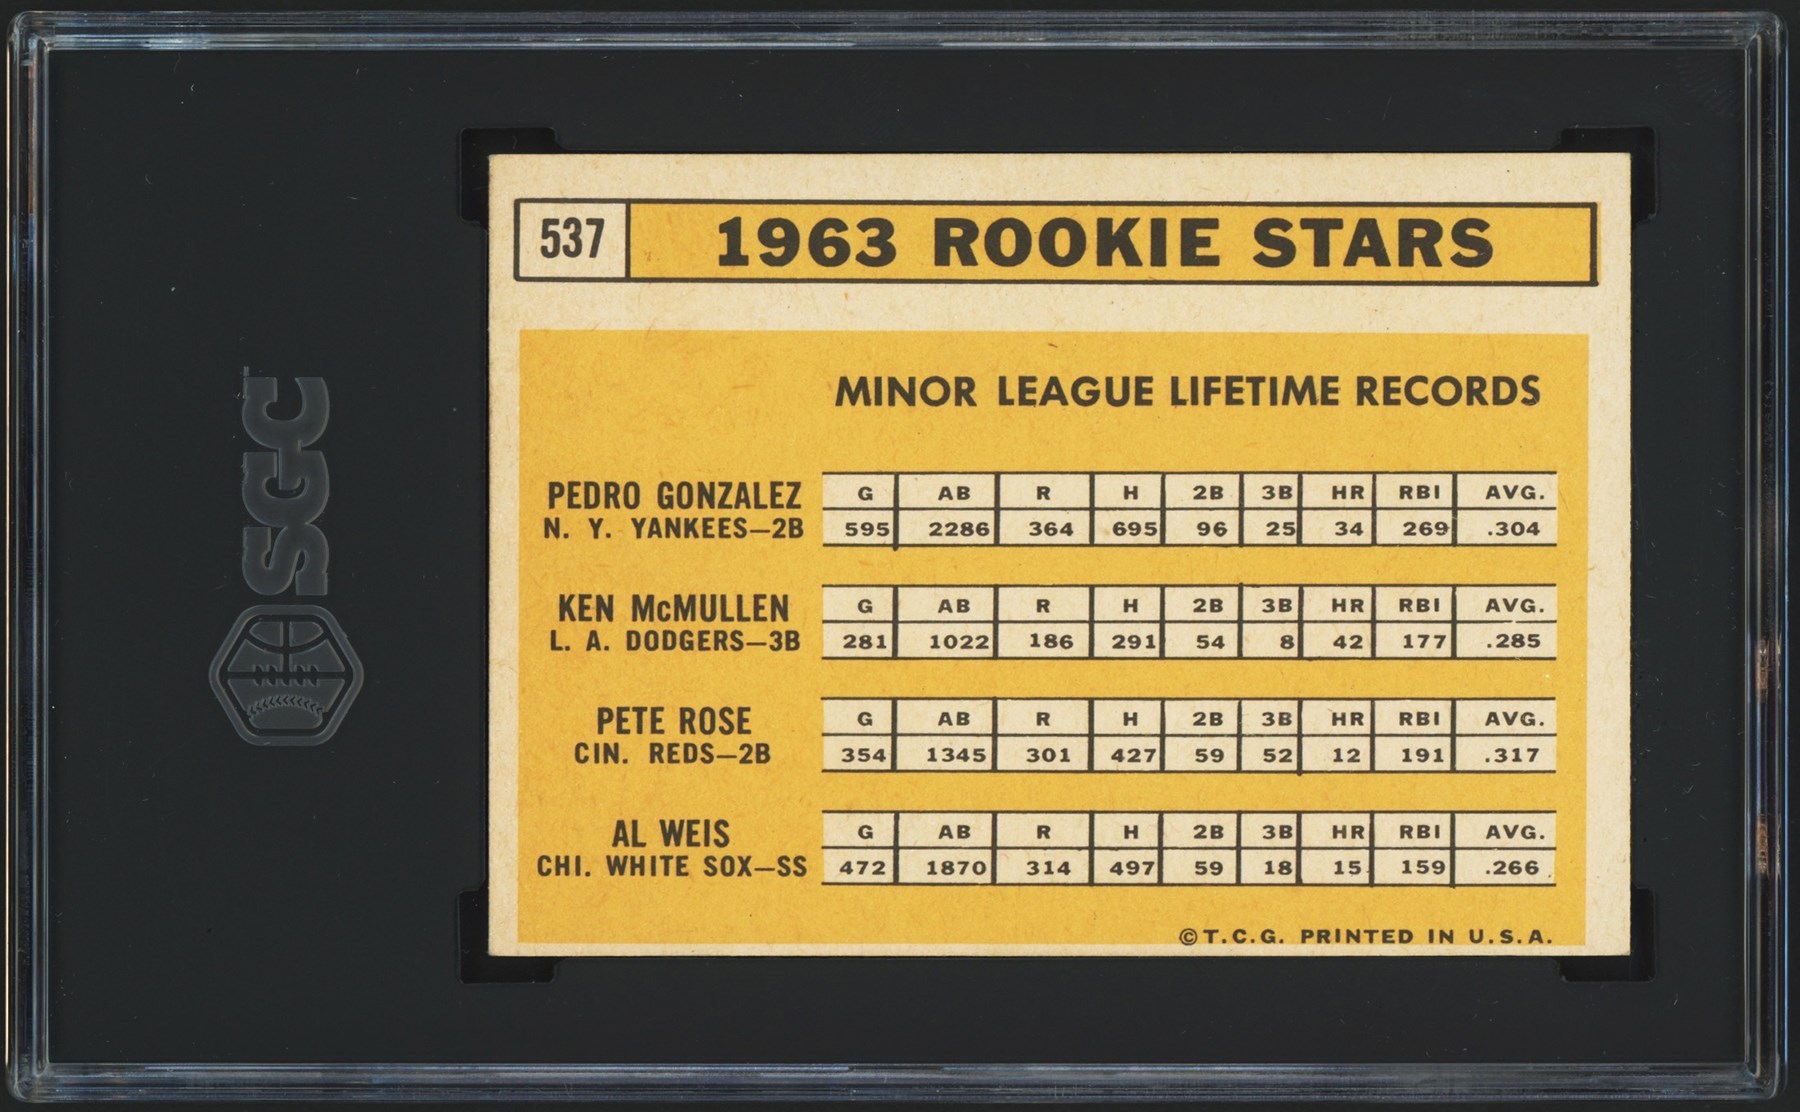 537 1963 ROOKIE STARS
MINOR LEAGUE LIFETIME RECORDS
PEDRO GONZALEZ G AB R H 2B 3B HR RBI AVG.
N. Y. YANKEES—2B 595 2286 364 695 96 25 34 269 .304
KEN McMULLEN G AB R H 2B 3B HR RBI AVG.
L. A. DODGERS—3B 281 1022 186 291 54 8 42 177 .285
PETE ROSE G AB R H 2B 3B HR RBI AVG.
CIN. REDS—2B 354 1345 301 427 59 52 12 191 .317
AL WEIS G AB R H 2B 3B HR RBI AVG.
CHI. WHITE SOX—SS 472 1870 314 497 59 18 15 159 .266
© T.C.G. PRINTED IN U.S.A.
SGC™